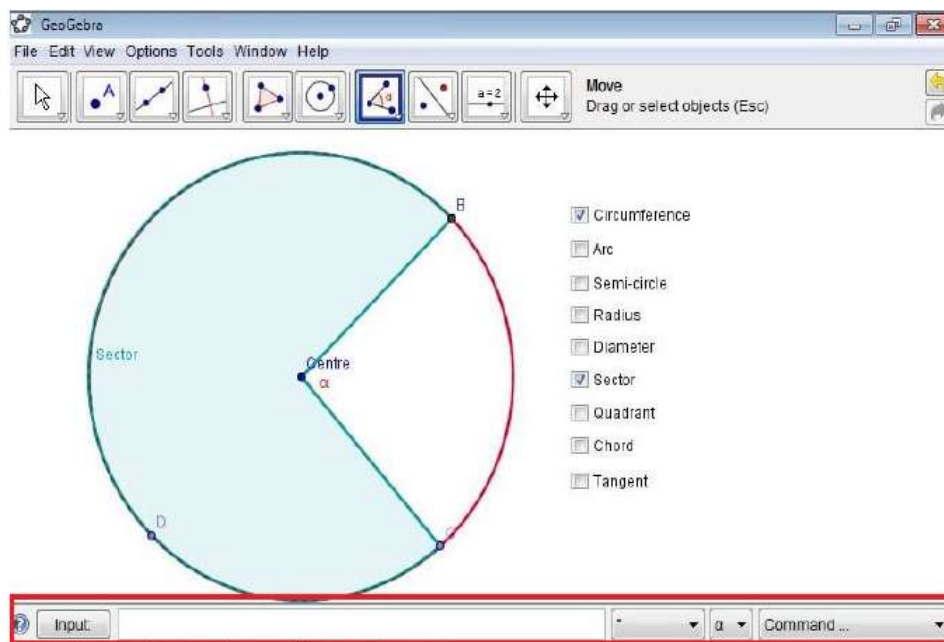 GeoGebra
File Edit View Options Tools Window Help
A
α
a=2
Move
Drag or select objects (Esc)
B
Circumference
Arc
Semi-circle
Radius
Sector
Centre
Diameter
α
Sector
Quadrant
Chord
Tangent
D
C
Input:
α
Command ...